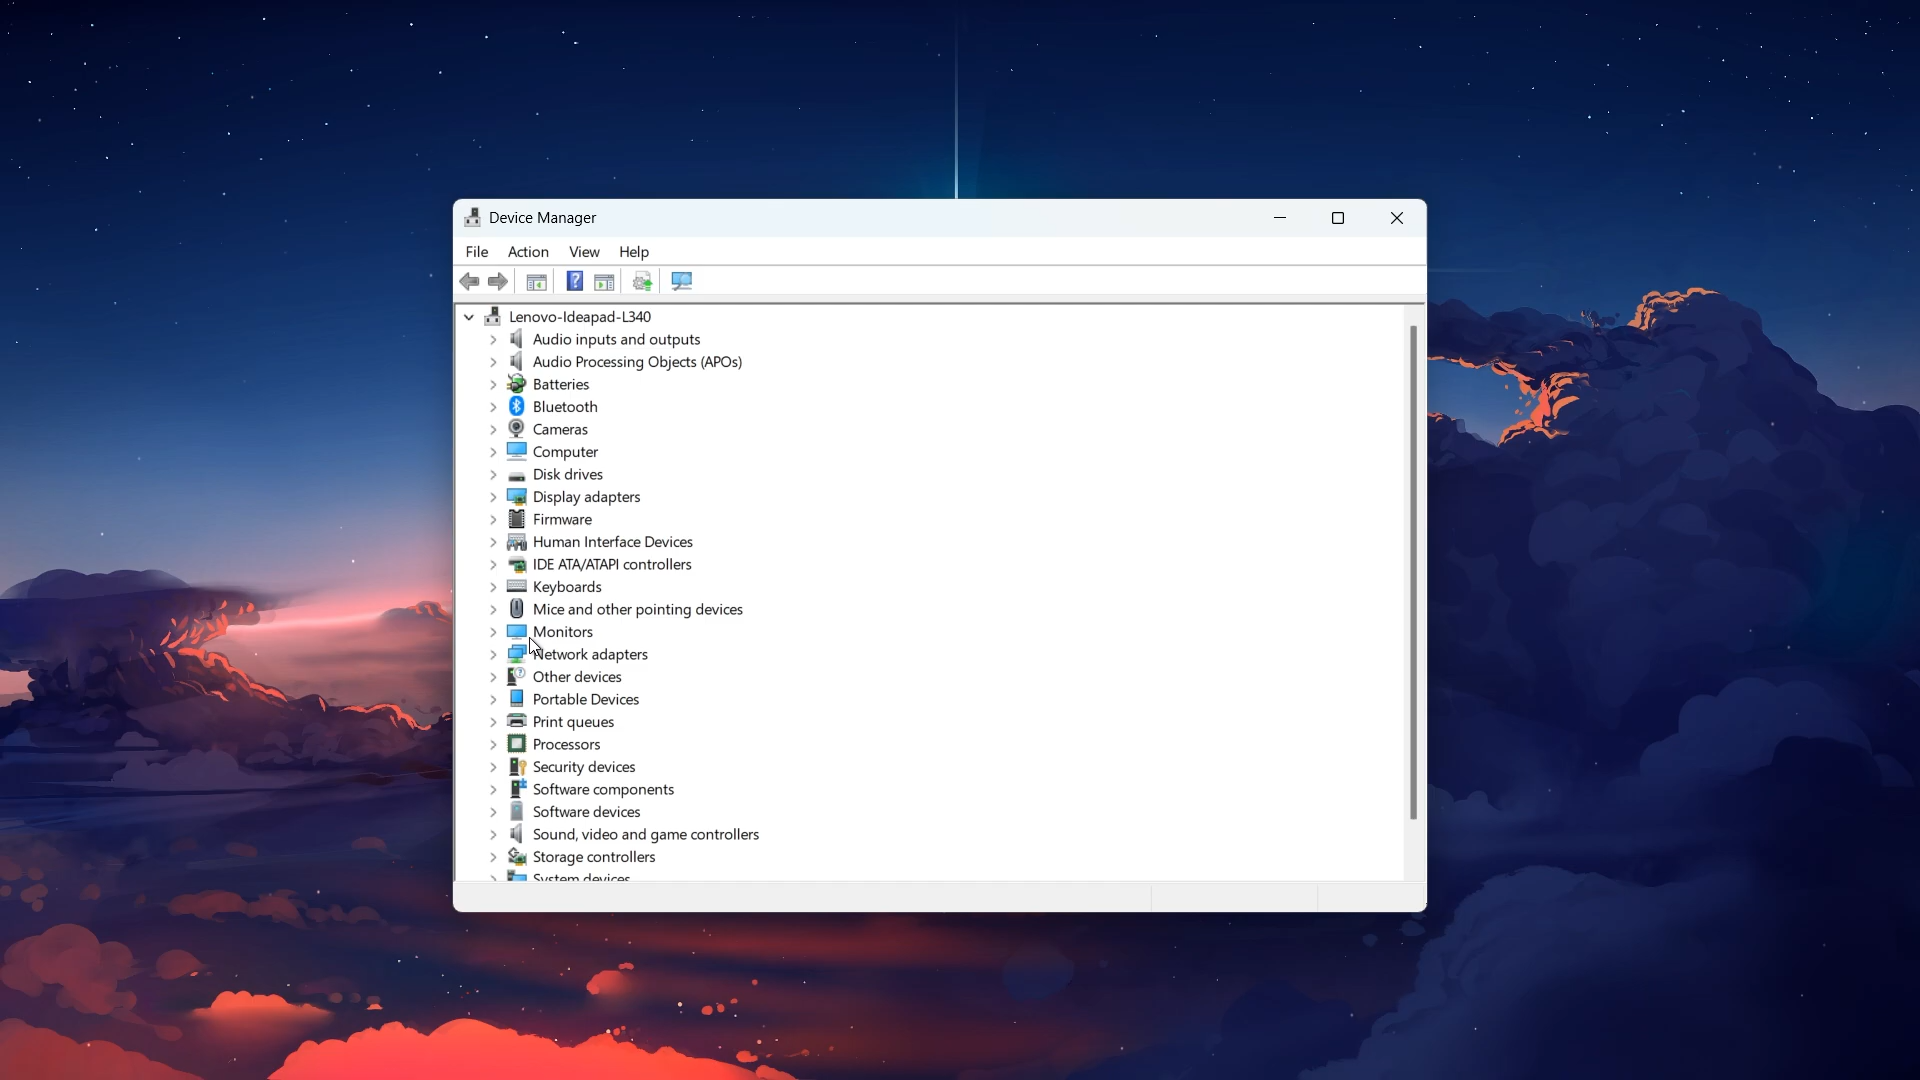 Device Manager
File Action View Help
Lenovo-Ideapad-L340
Audio inputs and outputs
Audio Processing Objects (APOs)
Batteries
Bluetooth
Cameras
Computer
Disk drives
Display adapters
Firmware
Human Interface Devices
IDE ATA/ATAPI controllers
Keyboards
Mice and other pointing devices
Monitors
Network adapters
Other devices
Portable Devices
Print queues
Processors
Security devices
Software components
Software devices
Sound, video and game controllers
Storage controllers
System devices